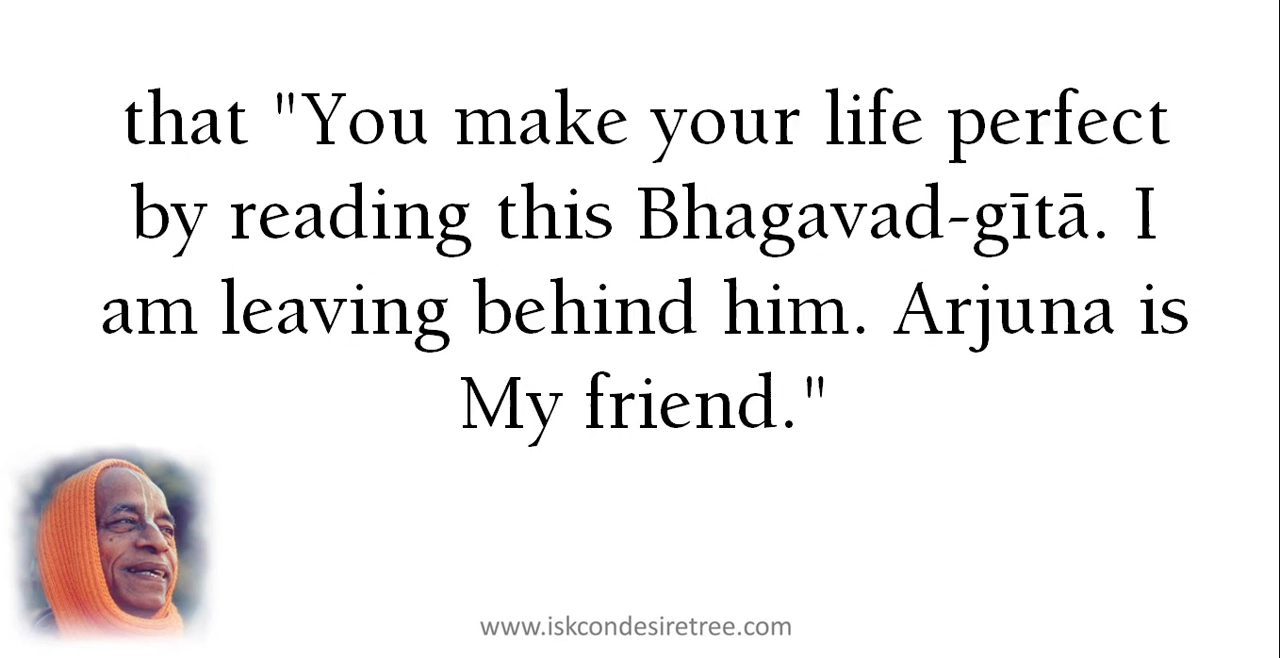 that "You make your life perfect
by reading this Bhagavad-gītā. I
am leaving behind him. Arjuna is
My friend."
www.iskcondesiretree.com